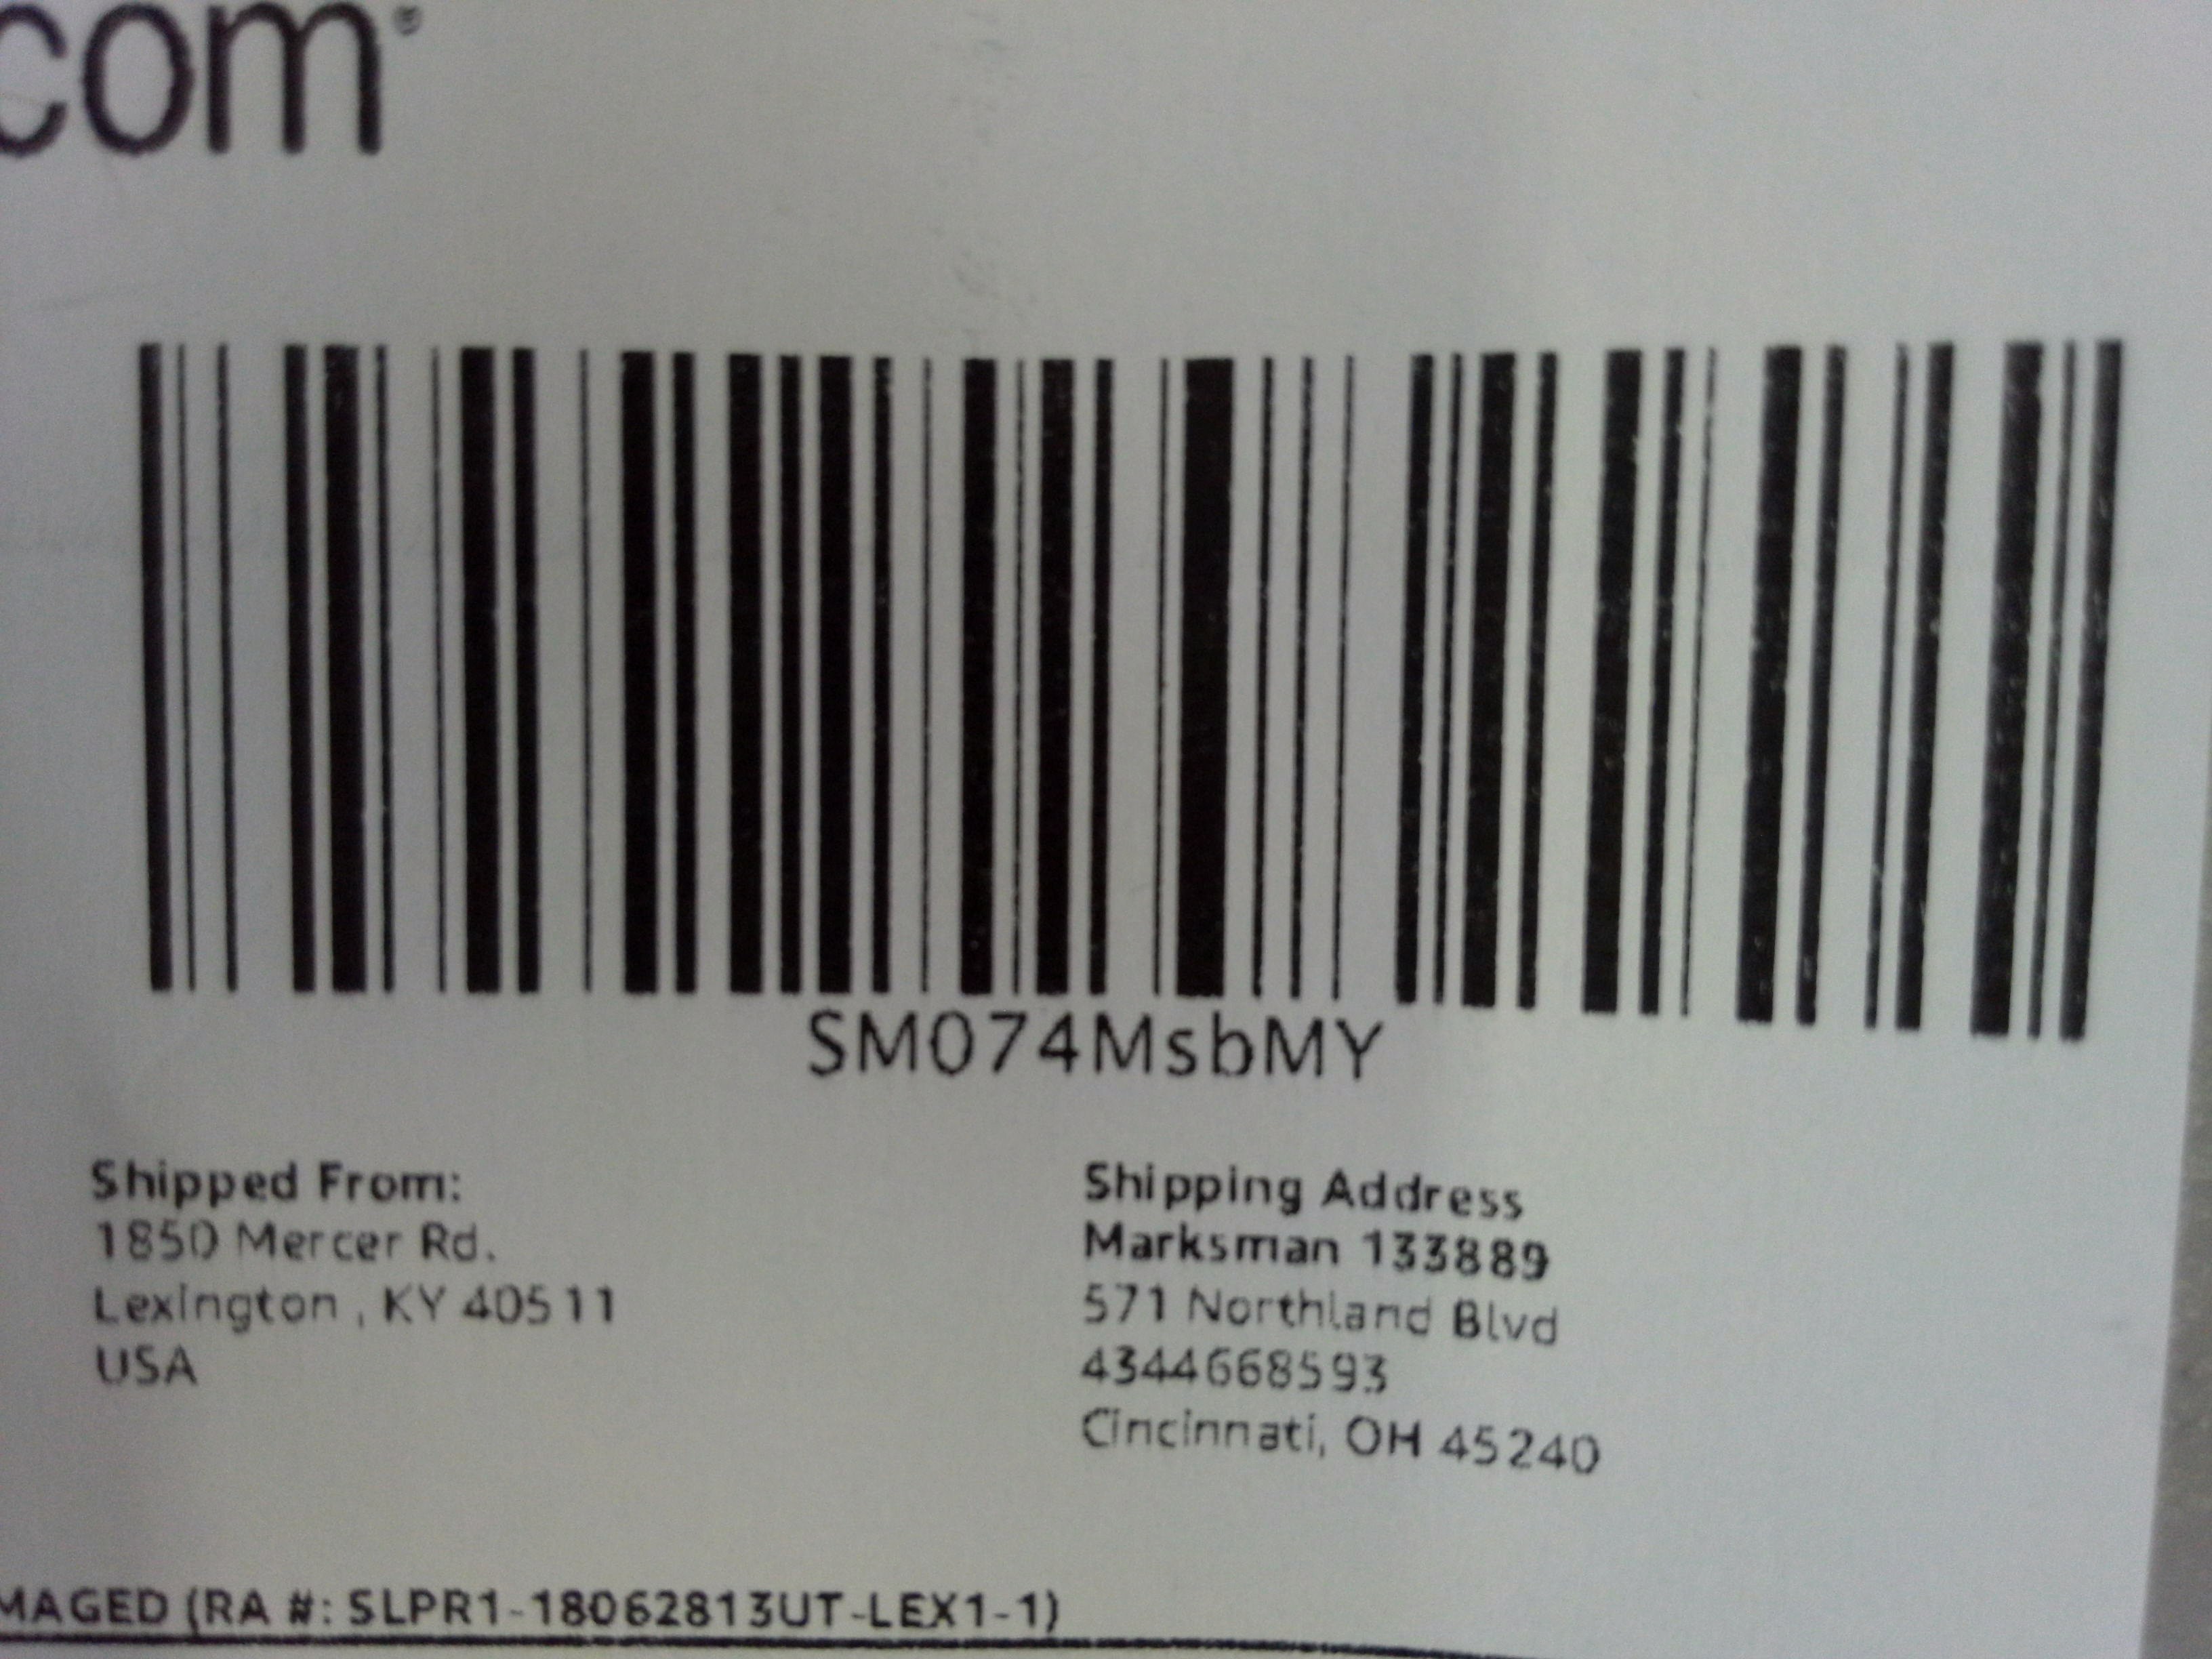 com®
SM074MsbMY
Shipped From:
1850 Mercer Rd.
Lexington , KY 40511
USA
Shipping Address
Marksman 133889
571 Northland Blvd
4344668593
Cincinnati, OH 45240
MAGED (RA #: SLPR1-18062813UT-LEX1-1)